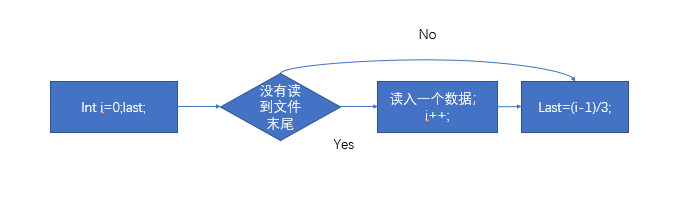 No
Int i=0;last;
没有读
到文件
末尾
Yes
读入一个数据;
i++;
Last=(i-1)/3;